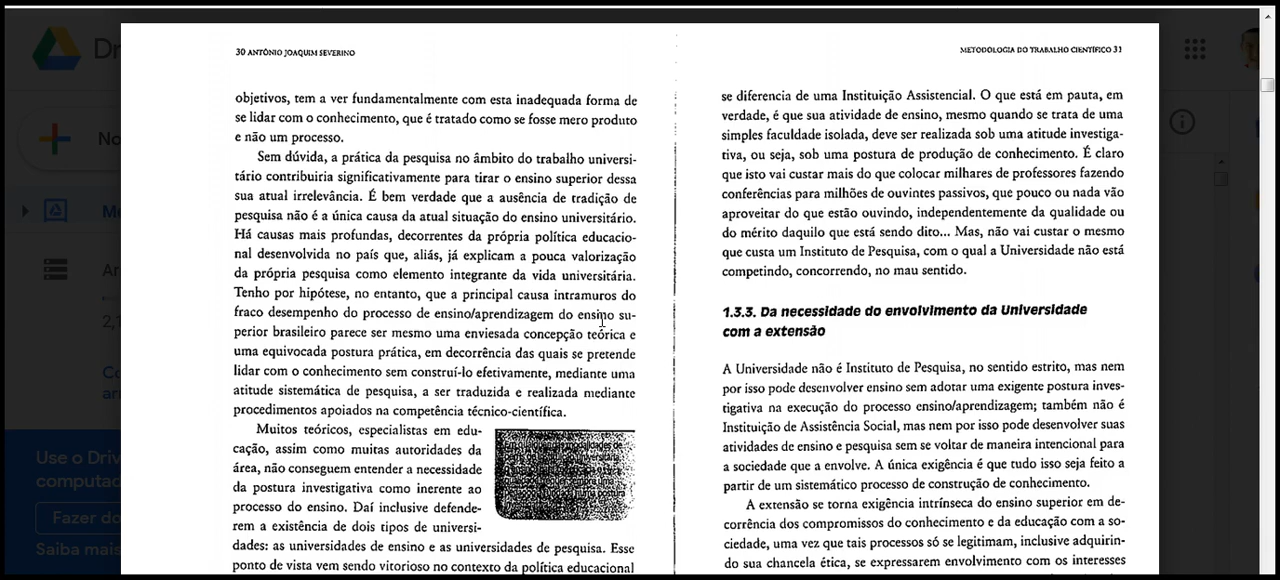 Dr
No
M
Ar
2,1
Co
ar
Use o Driv
computad
Fazer do
Saiba mais
30 ANTÔNIO JOAQUIM SEVERINO
objetivos, tem a ver fundamentalmente com esta inadequada forma de
se lidar com o conhecimento, que é tratado como se fosse mero produto
e não um processo.
Sem dúvida, a prática da pesquisa no âmbito do trabalho universi-
tário contribuiria significativamente para tirar o ensino superior dessa
sua atual irrelevância. É bem verdade que a ausência de tradição de
pesquisa não é a única causa da atual situação do ensino universitário.
Há causas mais profundas, decorrentes da própria política educacio-
nal desenvolvida no país que, aliás, já explicam a pouca valorização
da própria pesquisa como elemento integrante da vida universitária.
Tenho por hipótese, no entanto, que a principal causa intramuros do
fraco desempenho do processo de ensino/aprendizagem do ensino su-
perior brasileiro parece ser mesmo uma enviesada concepção teórica e
uma equivocada postura prática, em decorrência das quais se pretende
lidar com o conhecimento sem construí-lo efetivamente, mediante uma
atitude sistemática de pesquisa, a ser traduzida e realizada mediante
procedimentos apoiados na competência técnico-científica.
Muitos teóricos, especialistas em edu-
cação, assim como muitas autoridades da
área, não conseguem entender a necessidade
da postura investigativa como inerente ao
processo do ensino. Daí inclusive defende-
rem a existência de dois tipos de universi-
dades: as universidades de ensino e as universidades de pesquisa. Esse
ponto de vista vem sendo vitorioso no contexto da política educacional
METODOLOGIA DO TRABALHO CIENTÍFICO 31
se diferencia de uma Instituição Assistencial. O que está em pauta, em
verdade, é que sua atividade de ensino, mesmo quando se trata de uma
simples faculdade isolada, deve ser realizada sob uma atitude investiga-
tiva, ou seja, sob uma postura de produção de conhecimento. É claro
que isto vai custar mais do que colocar milhares de professores fazendo
conferências para milhões de ouvintes passivos, que pouco ou nada vão
aproveitar do que estão ouvindo, independentemente da qualidade ou
do mérito daquilo que está sendo dito... Mas, não vai custar o mesmo
que custa um Instituto de Pesquisa, com o qual a Universidade não está
competindo, concorrendo, no mau sentido.
1.3.3. Da necessidade do envolvimento da Universidade
com a extensão
A Universidade não é Instituto de Pesquisa, no sentido estrito, mas nem
por isso pode desenvolver ensino sem adotar uma exigente postura inves-
tigativa na execução do processo ensino/aprendizagem; também não é
Instituição de Assistência Social, mas nem por isso pode desenvolver suas
atividades de ensino e pesquisa sem se voltar de maneira intencional para
a sociedade que a envolve. A única exigência é que tudo isso seja feito a
partir de um sistemático processo de construção de conhecimento.
A extensão se torna exigência intrínseca do ensino superior em de-
corrência dos compromissos do conhecimento e da educação com a so-
ciedade, uma vez que tais processos só se legitimam, inclusive adquirin-
do sua chancela ética, se expressarem envolvimento com os interesses